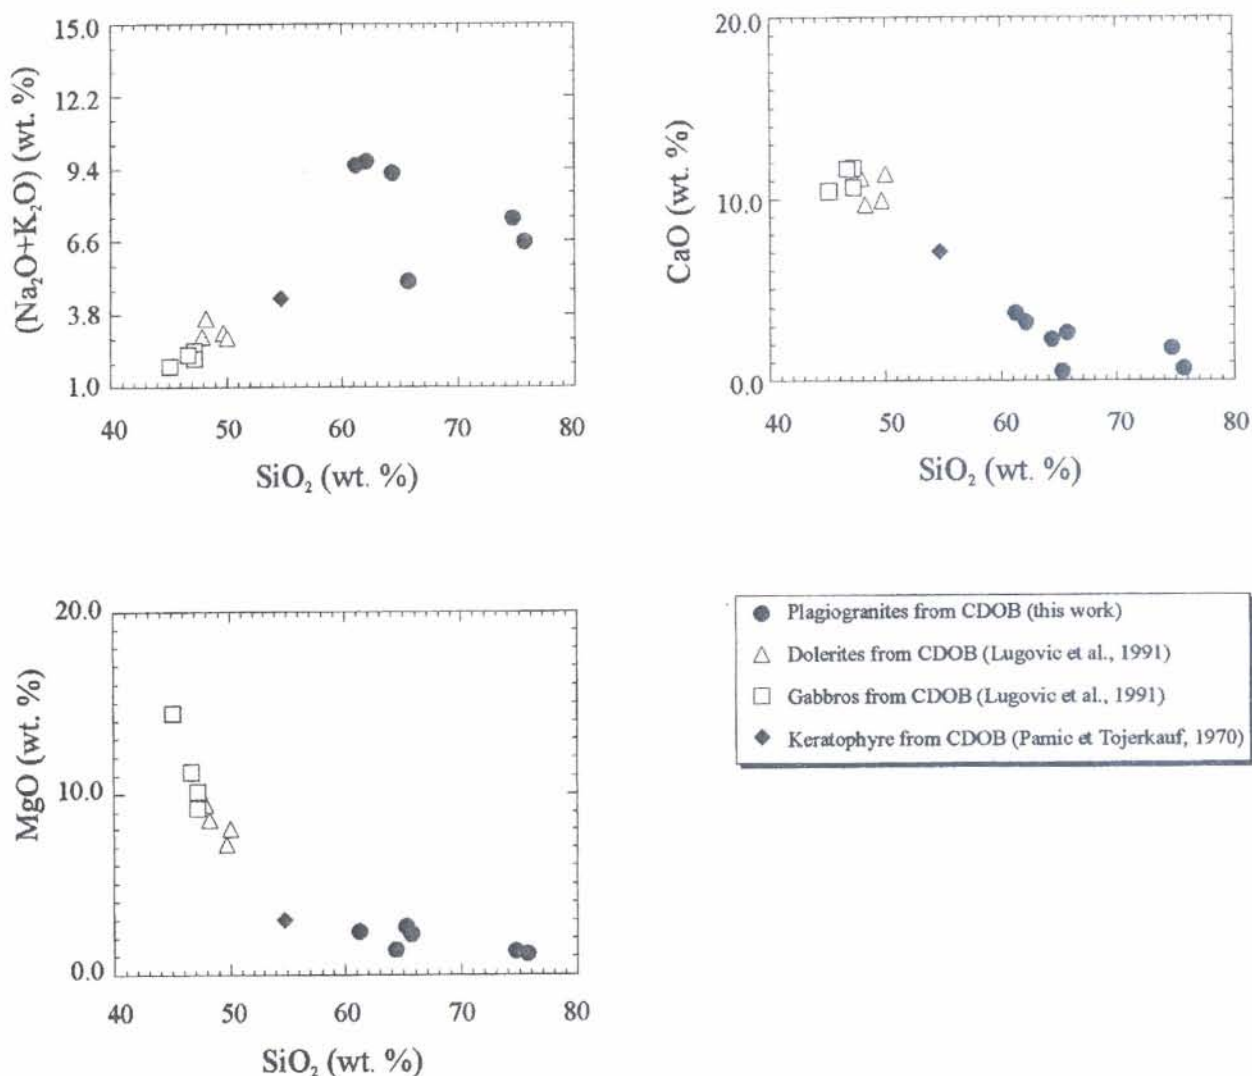 15.0
12.2
9.4
6.6
3.8
1.0
(Na₂O+K₂O) (wt. %)
40 50 60 70 80
SiO₂ (wt. %)
20.0
10.0
0.0
CaO (wt. %)
40 50 60 70 80
SiO₂ (wt. %)
20.0
10.0
0.0
MgO (wt. %)
40 50 60 70 80
SiO₂ (wt. %)
Plagiogranites from CDOB (this work)
Dolerites from CDOB (Lugovic et al., 1991)
Gabbros from CDOB (Lugovic et al., 1991)
Keratophyre from CDOB (Pamic et Tojerkauf, 1970)